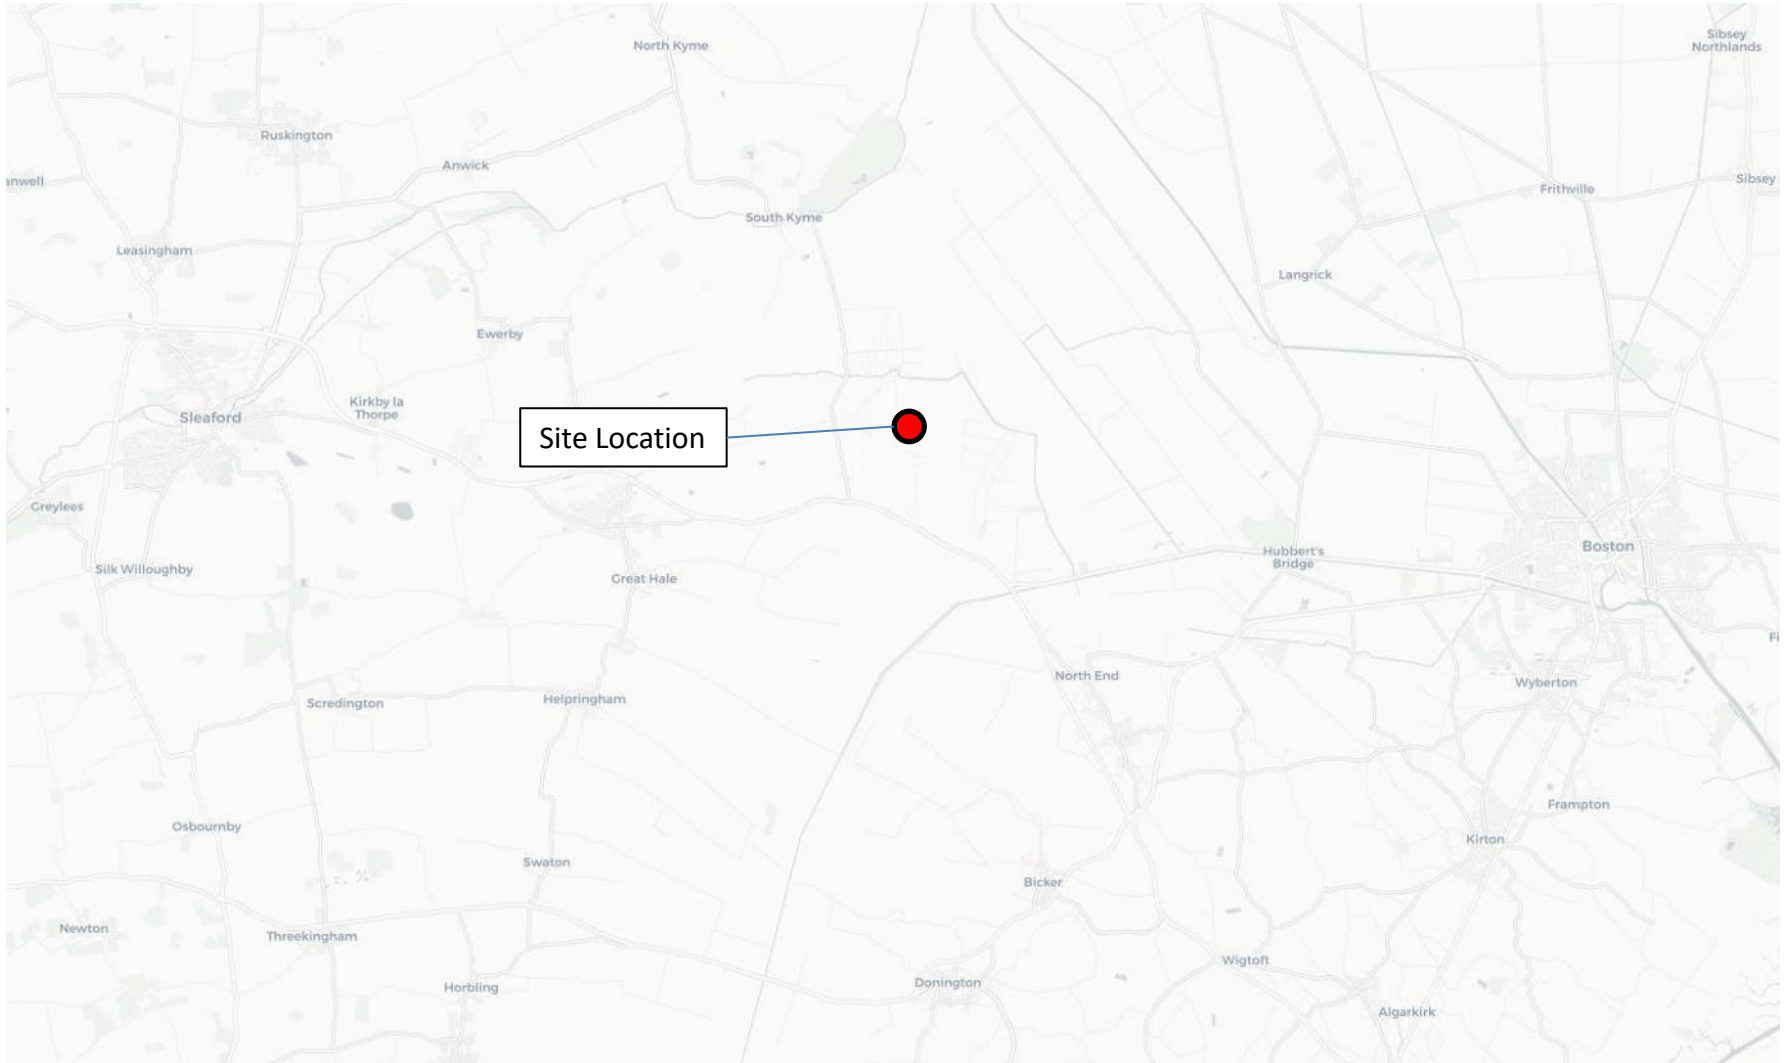 North Kyme
Sibsey
Northlands
Ruskington
Anwick
anwell
Sibsey
Frithville
South Kyme
Leasingham
Langrick
Ewerby
Kirkby la
Thorpe
Sleaford
Site Location
Greylees
Boston
Hubbert's
Bridge
Silk Willoughby
Great Hale
Fi
North End
Wyberton
Helpringham
Scredington
Frampton
Osbournby
Kirton
Swaton
Bicker
Newton
Threekingham
Wigtoft
Donington
Horbling
Algarkirk